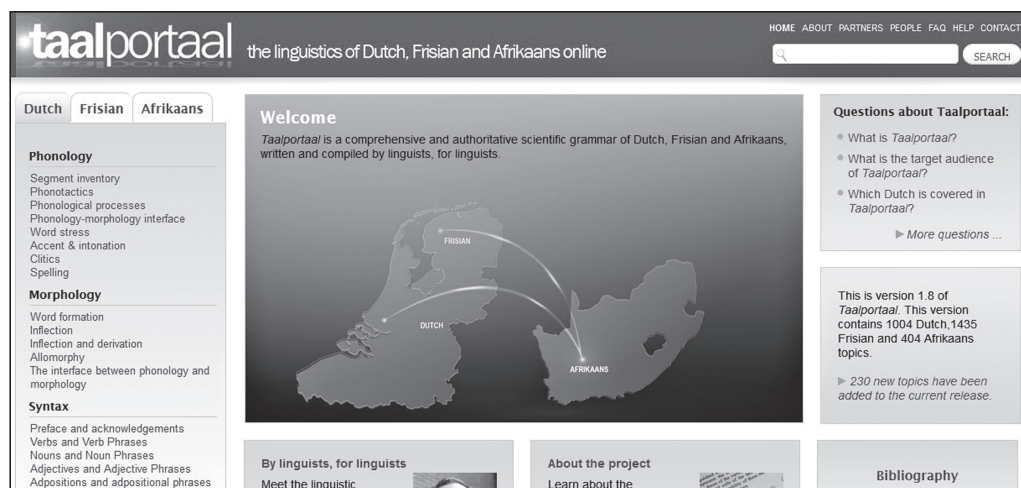 taalportaal
the linguistics of Dutch, Frisian and Afrikaans online
HOME ABOUT PARTNERS PEOPLE FAQ HELP CONTACT
SEARCH
Dutch Frisian Afrikaans
Phonology
Segment inventory
Phonotactics
Phonological processes
Phonology-morphology interface
Word stress
Accent & intonation
Clitics
Spelling
Morphology
Word formation
Inflection
Inflection and derivation
Allomorphy
The interface between phonology and
morphology
Syntax
Preface and acknowledgements
Verbs and Verb Phrases
Nouns and Noun Phrases
Adjectives and Adjective Phrases
Adpositions and adpositional phrases
Welcome
Taalportaal is a comprehensive and authoritative scientific grammar of Dutch, Frisian and Afrikaans,
written and compiled by linguists, for linguists.
FRISIAN
DUTCH
AFRIKAANS
By linguists, for linguists
Meet the linguistic
About the project
Learn about the
Questions about Taalportaal:
What is Taalportaal?
What is the target audience
of Taalportaal?
Which Dutch is covered in
Taalportaal?
More questions ...
This is version 1.8 of
Taalportaal. This version
contains 1004 Dutch,1435
Frisian and 404 Afrikaans
topics.
230 new topics have been
added to the current release.
Bibliography